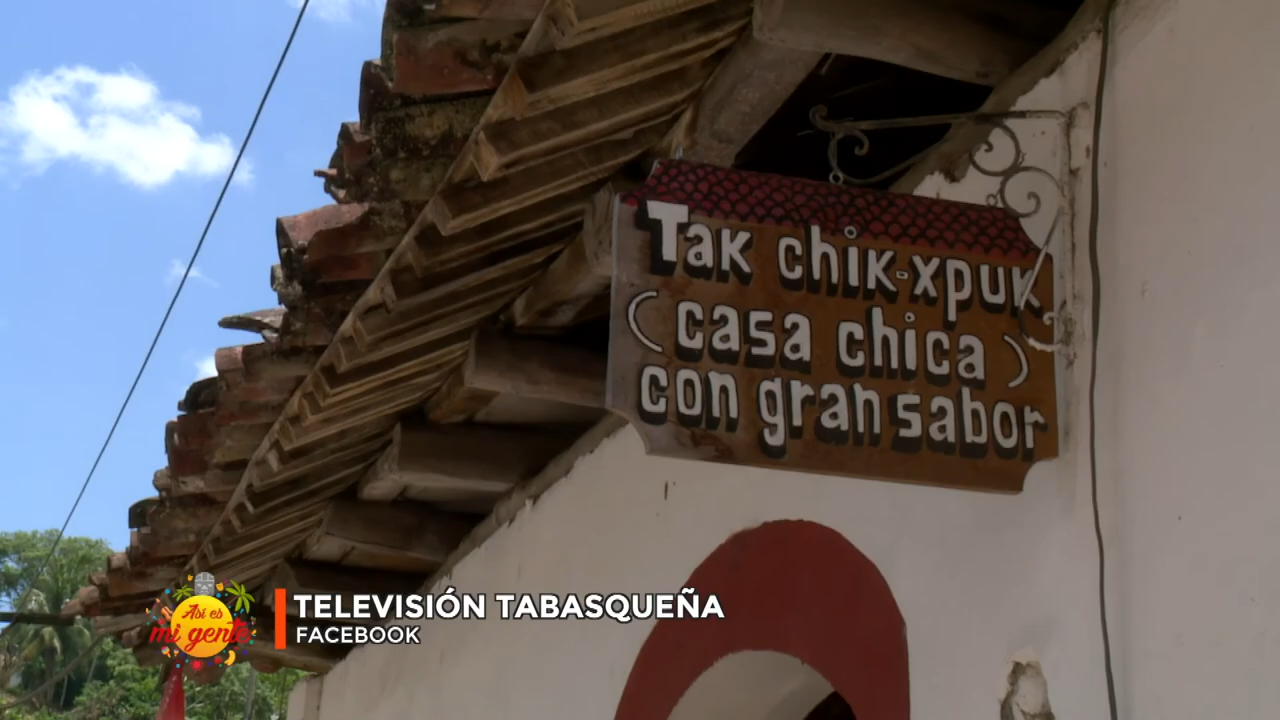 Tak chik-xpuk
(casa chica)
con gran sabor
Así es
mi gente
TELEVISIÓN TABASQUEÑA
FACEBOOK